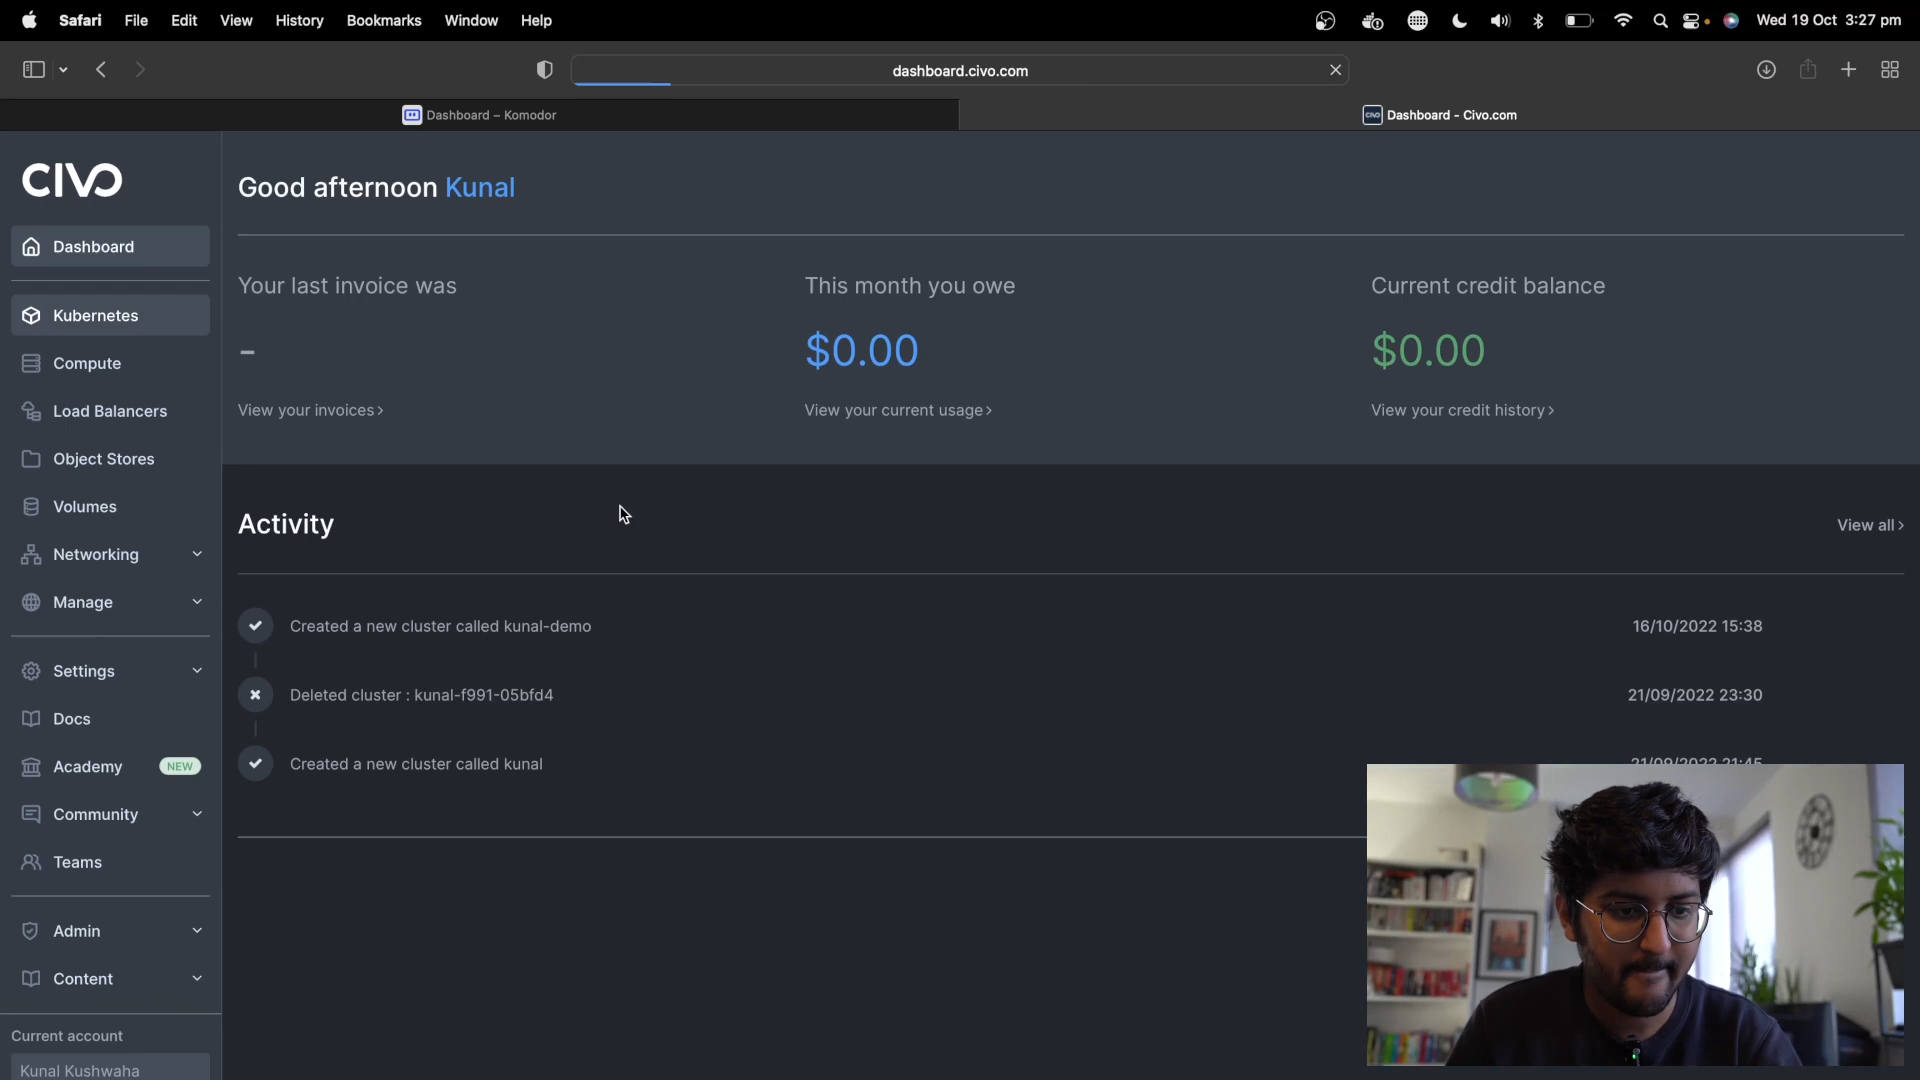 Safari File Edit View History Bookmarks Window Help
Wed 19 Oct 3:27 pm
dashboard.civo.com
Dashboard – Komodor
Dashboard - Civo.com
CIVO
Good afternoon Kunal
Dashboard
Your last invoice was
This month you owe
Current credit balance
Kubernetes
Compute
-
$0.00
$0.00
Load Balancers
View your invoices >
View your current usage >
View your credit history >
Object Stores
Volumes
Activity
View all >
Networking
Manage
Created a new cluster called kunal-demo
16/10/2022 15:38
Settings
Deleted cluster : kunal-f991-05bfd4
21/09/2022 23:30
Docs
Academy NEW
Created a new cluster called kunal
21/09/2022 21:45
Community
Teams
Admin
Content
Current account
Kunal Kushwaha